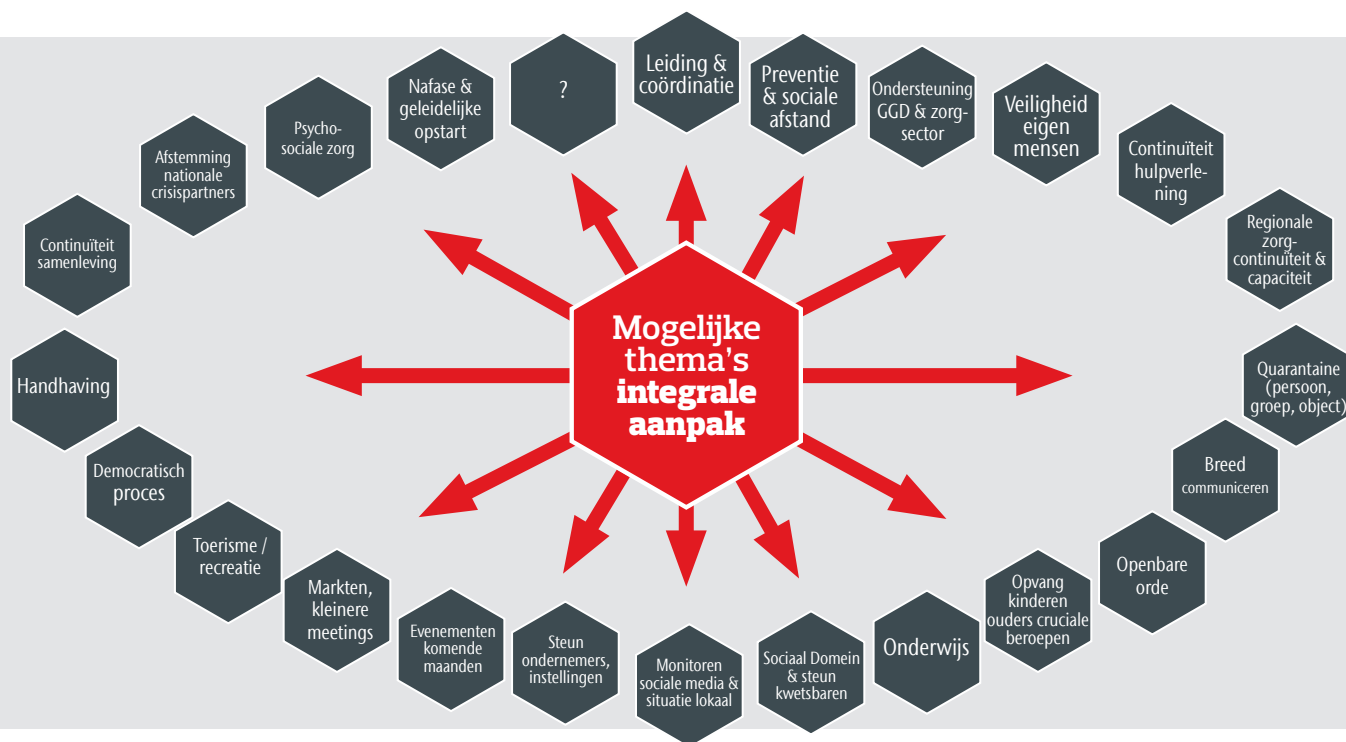 Leiding &
coördinatie
Preventie
& sociale
afstand
Ondersteuning
GGD & zorg-
sector
Veiligheid
eigen
mensen
Continuïteit
hulpverle-
ning
Regionale
zorg-
continuïteit &
capaciteit
Quarantaine
(persoon,
groep, object)
Breed
communiceren
Openbare
orde
Opvang
kinderen
ouders cruciale
beroepen
Onderwijs
Sociaal Domein
& steun
kwetsbaren
Monitoren
sociale media &
situatie lokaal
Steun
ondernemers,
instellingen
Evenementen
komende
maanden
Markten,
kleinere
meetings
Toerisme /
recreatie
Democratisch
proces
Handhaving
Continuïteit
samenleving
Afstemming
nationale
crisispartners
Psycho-
sociale zorg
Nafase &
geleidelijke
opstart
?
Mogelijke
thema's
integrale
aanpak